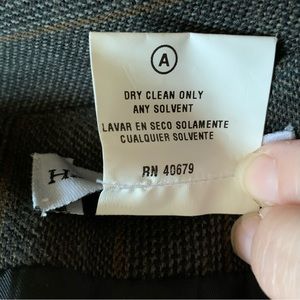 A
DRY CLEAN ONLY
ANY SOLVENT
LAVAR EN SECO SOLAMENTE
CUALQUIER SOLVENTE
RN 40679